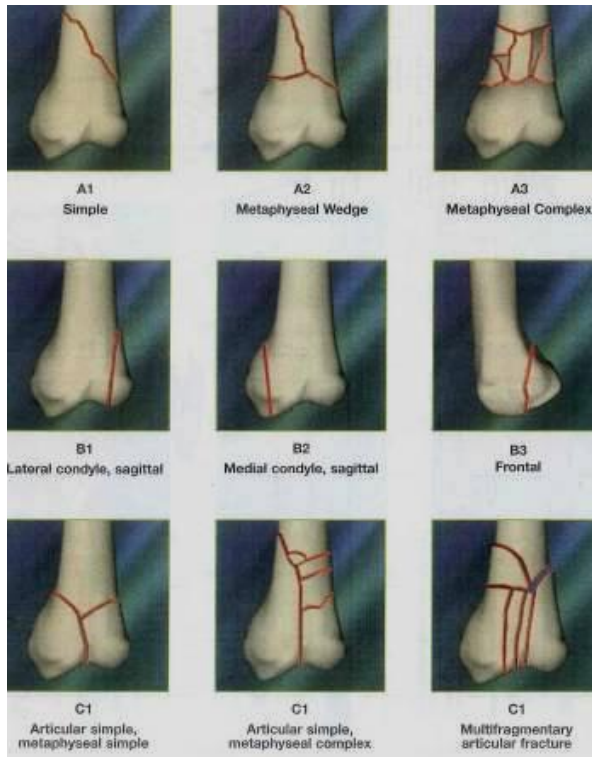 A1
Simple
A2
Metaphyseal Wedge
A3
Metaphyseal Complex
B1
Lateral condyle, sagittal
B2
Medial condyle, sagittal
B3
Frontal
C1
Articular simple,
metaphyseal simple
C1
Articular simple,
metaphyseal complex
C1
Multifragmentary
articular fracture